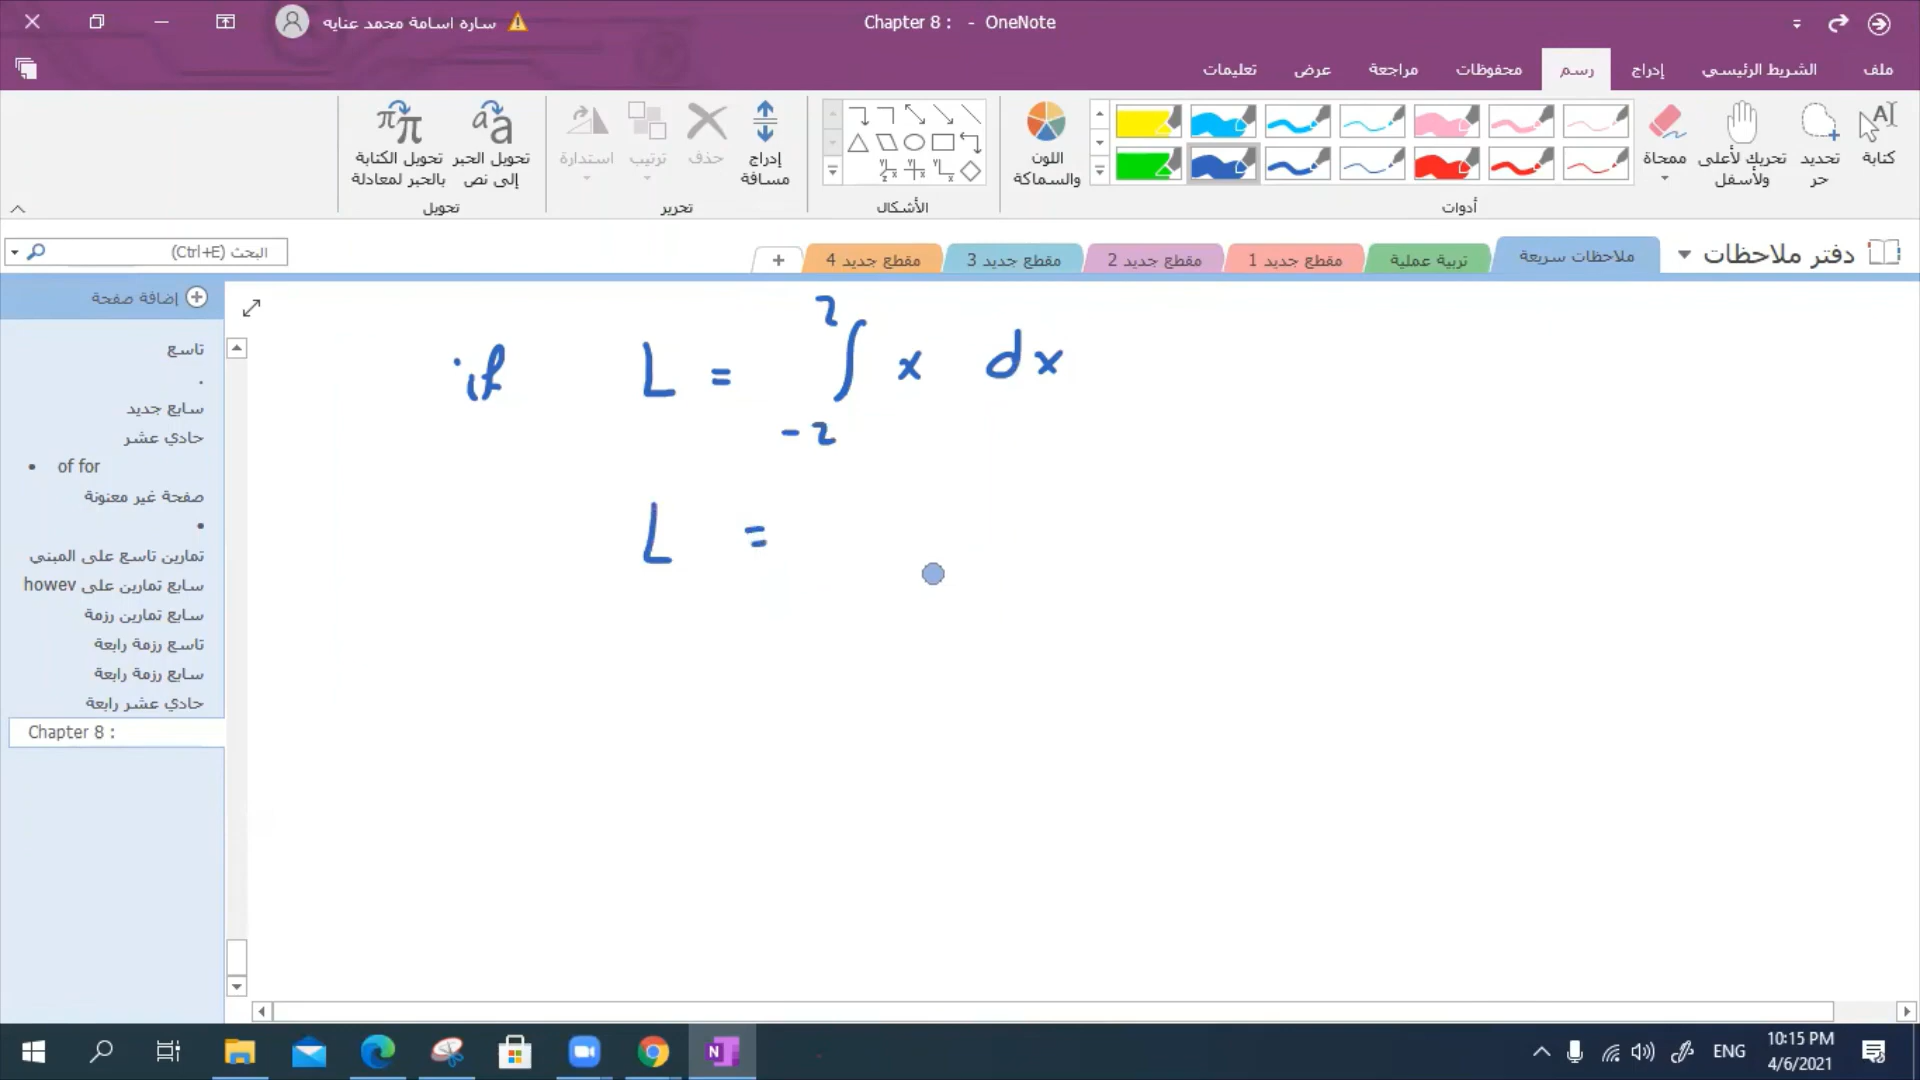 ساره اسامة محمد عنايه
Chapter 8 : - OneNote
ملف
الشريط الرئيسي
إدراج
رسم
محفوظات
مراجعة
عرض
تعليمات
كتابة
تحديد حر
تحريك لأعلى ولأسفل
ممحاة
أدوات
اللون والسماكة
الأشكال
إدراج مسافة
حذف
ترتيب
استدارة
تحرير
تحويل الحبر إلى نص
تحويل الكتابة بالحبر لمعادلة
تحويل
دفتر ملاحظات
ملاحظات سريعة
تربية عملية
مقطع جديد 1
مقطع جديد 2
مقطع جديد 3
مقطع جديد 4
+
البحث (Ctrl+E)
إضافة صفحة
تاسع
.
سابع جديد
حادي عشر
• of for
صفحة غير معنونة
•
تمارين تاسع على المبني
سابع تمارين على howev
سابع تمارين رزمة
تاسع رزمة رابعة
سابع رزمة رابعة
حادي عشر رابعة
Chapter 8 :
if L = ∫_{-2}^{2} x dx
L =
ENG
10:15 PM
4/6/2021